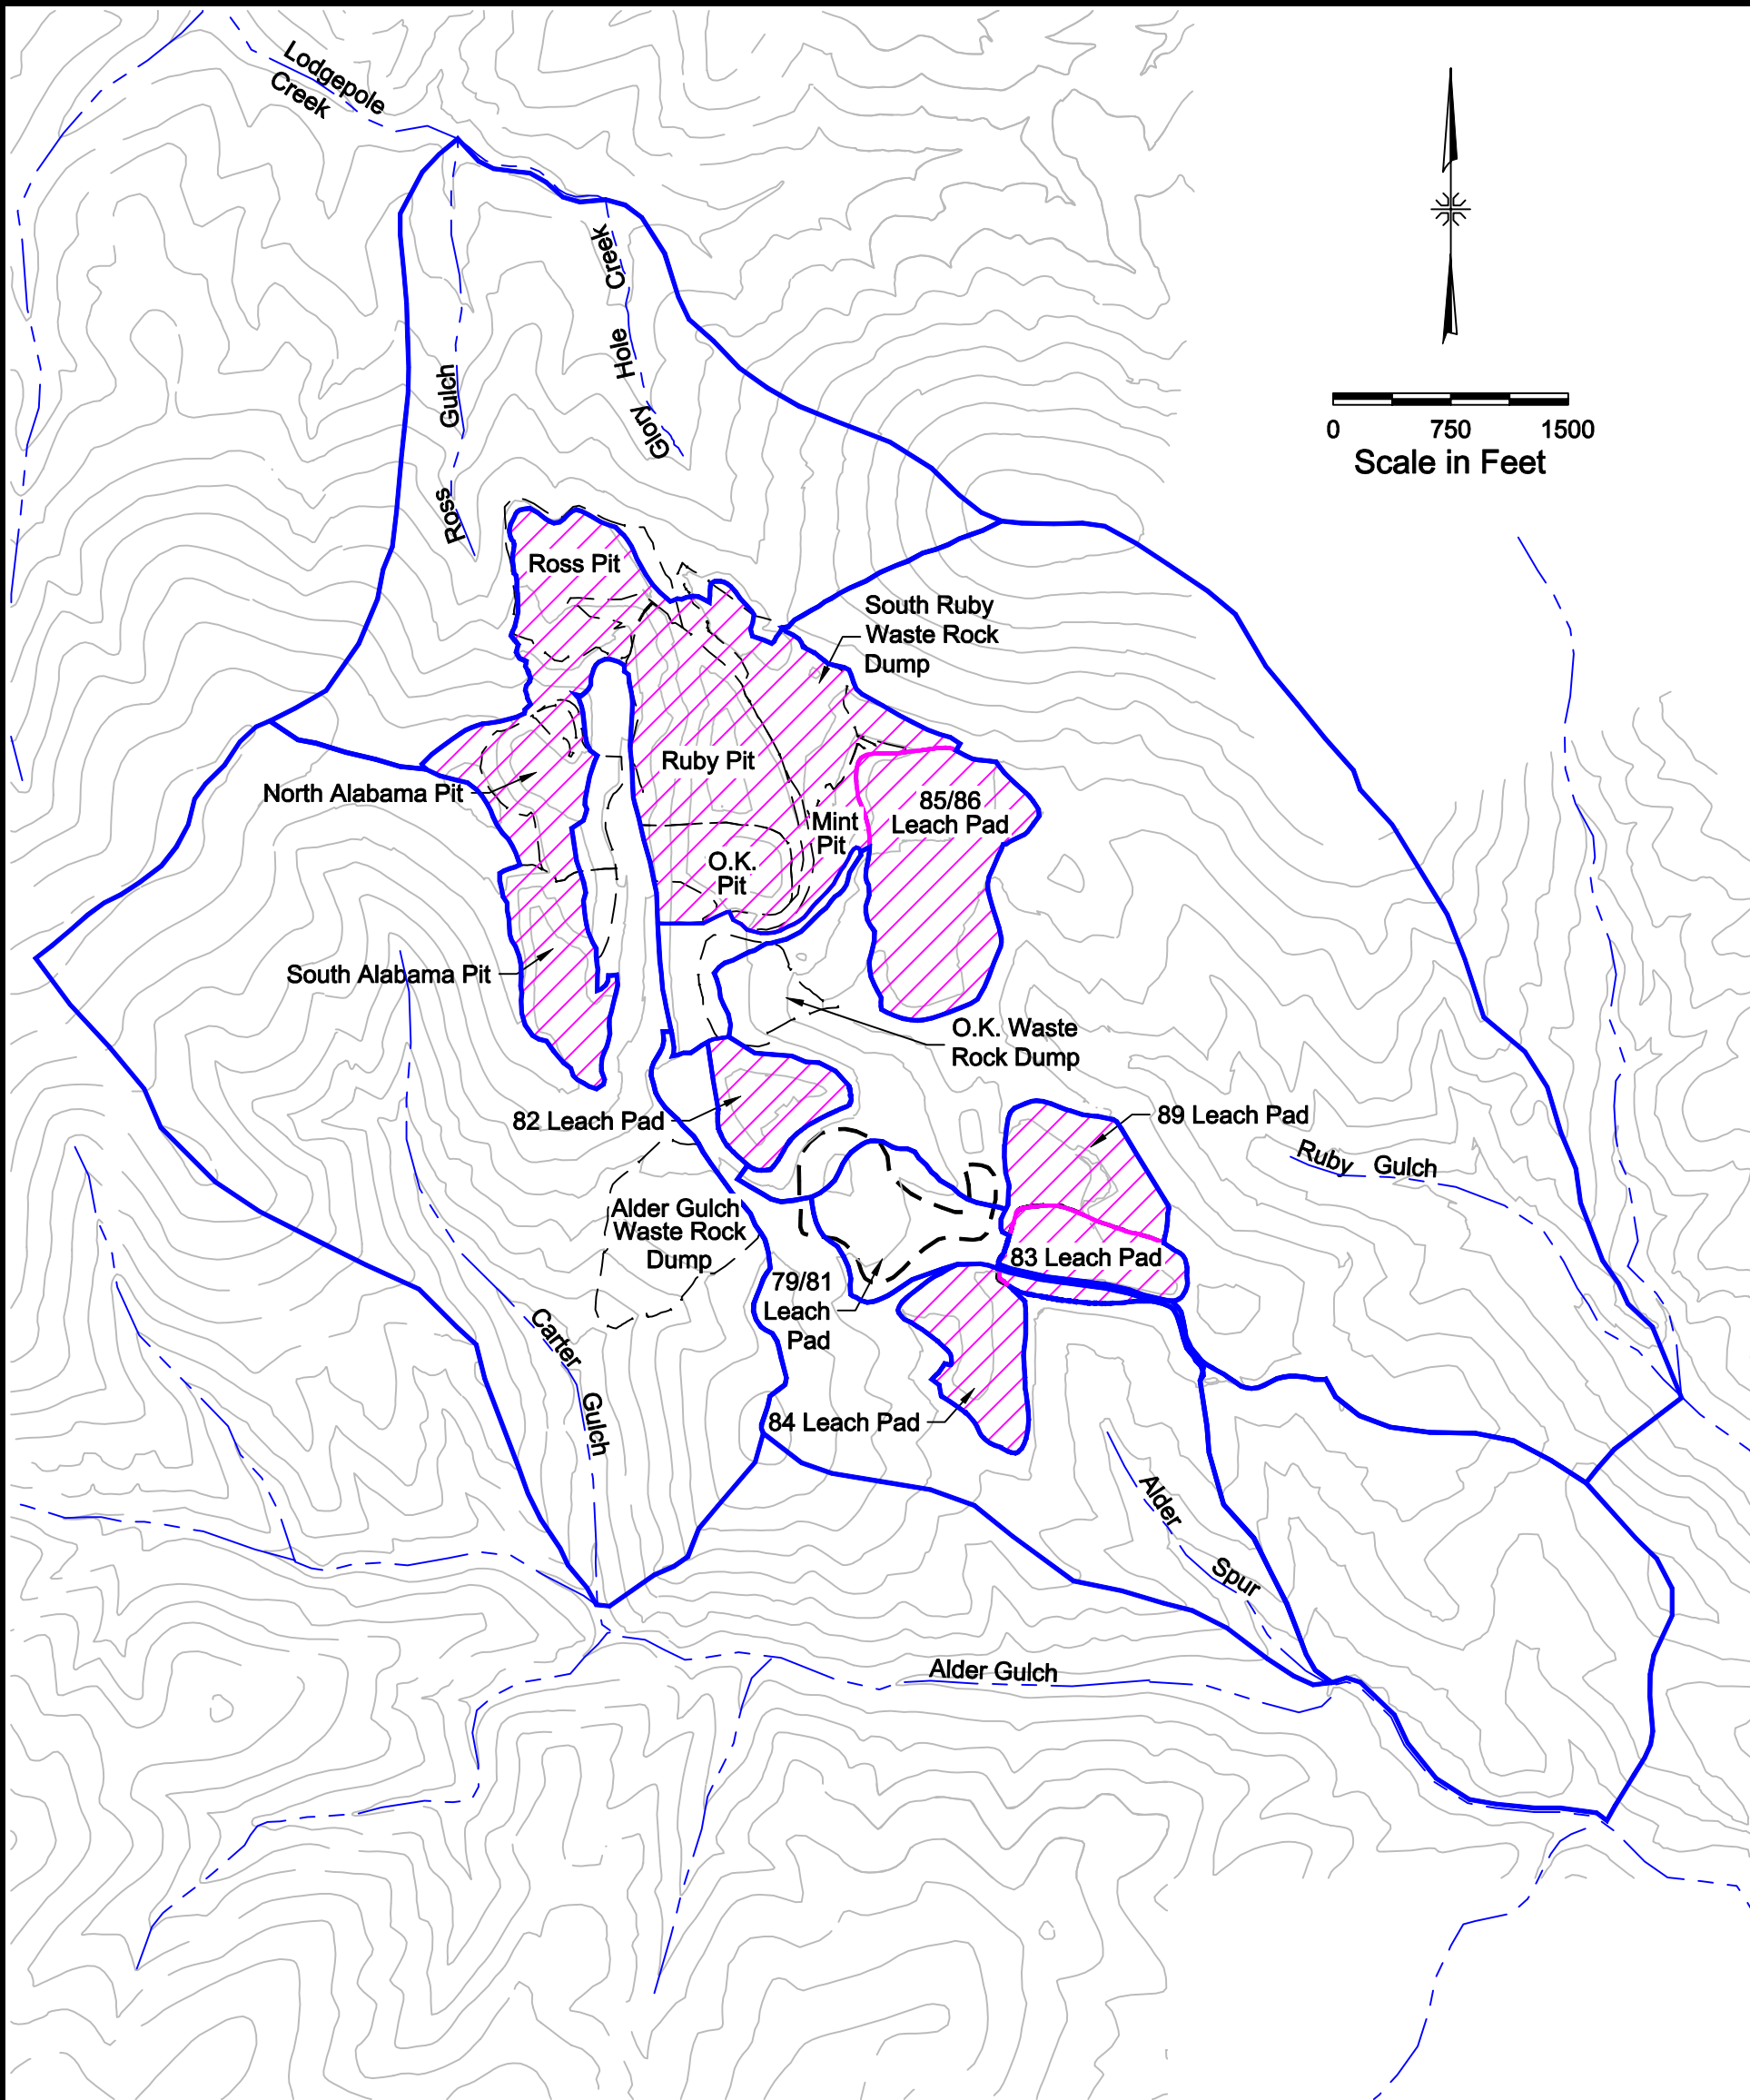 Lodgepole
Creek
0 750 1500
Scale in Feet
Glory Hole Creek
Ross Gulch
Ross Pit
South Ruby
Waste Rock
Dump
Ruby Pit
North Alabama Pit
85/86
Leach Pad
Mint
Pit
O.K.
Pit
South Alabama Pit
O.K. Waste
Rock Dump
82 Leach Pad
89 Leach Pad
Ruby Gulch
Alder Gulch
Waste Rock
Dump
83 Leach Pad
79/81
Leach
Pad
Carter Gulch
84 Leach Pad
Alder Spur
Alder Gulch